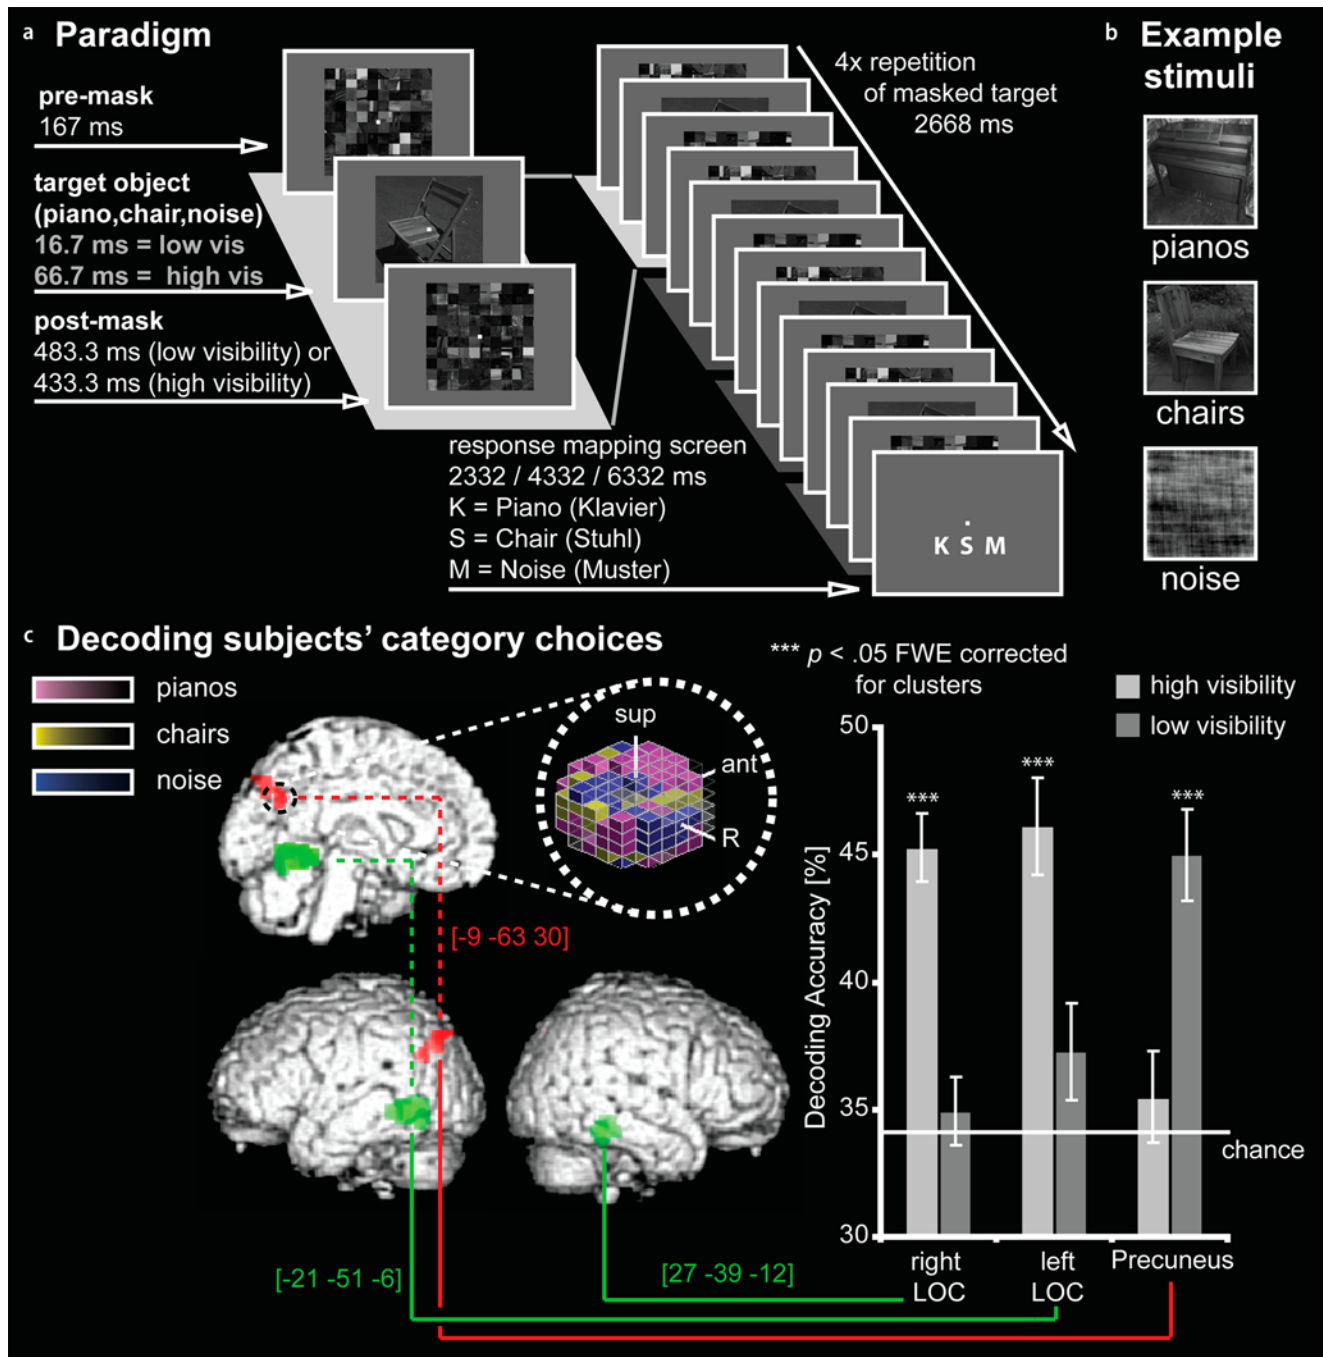 a Paradigm
pre-mask
167 ms
target object
(piano,chair,noise)
16.7 ms = low vis
66.7 ms = high vis
post-mask
483.3 ms (low visibility) or
433.3 ms (high visibility)
4x repetition
of masked target
2668 ms
response mapping screen
2332 / 4332 / 6332 ms
K = Piano (Klavier)
S = Chair (Stuhl)
M = Noise (Muster)
K S M
b Example
stimuli
pianos
chairs
noise
c Decoding subjects’ category choices
pianos
chairs
noise
sup
ant
R
[-9 -63 30]
[-21 -51 -6]
[27 -39 -12]
*** p < .05 FWE corrected
for clusters
high visibility
low visibility
Decoding Accuracy [%]
50
45
40
35
30
***
***
***
chance
right
LOC
left
LOC
Precuneus